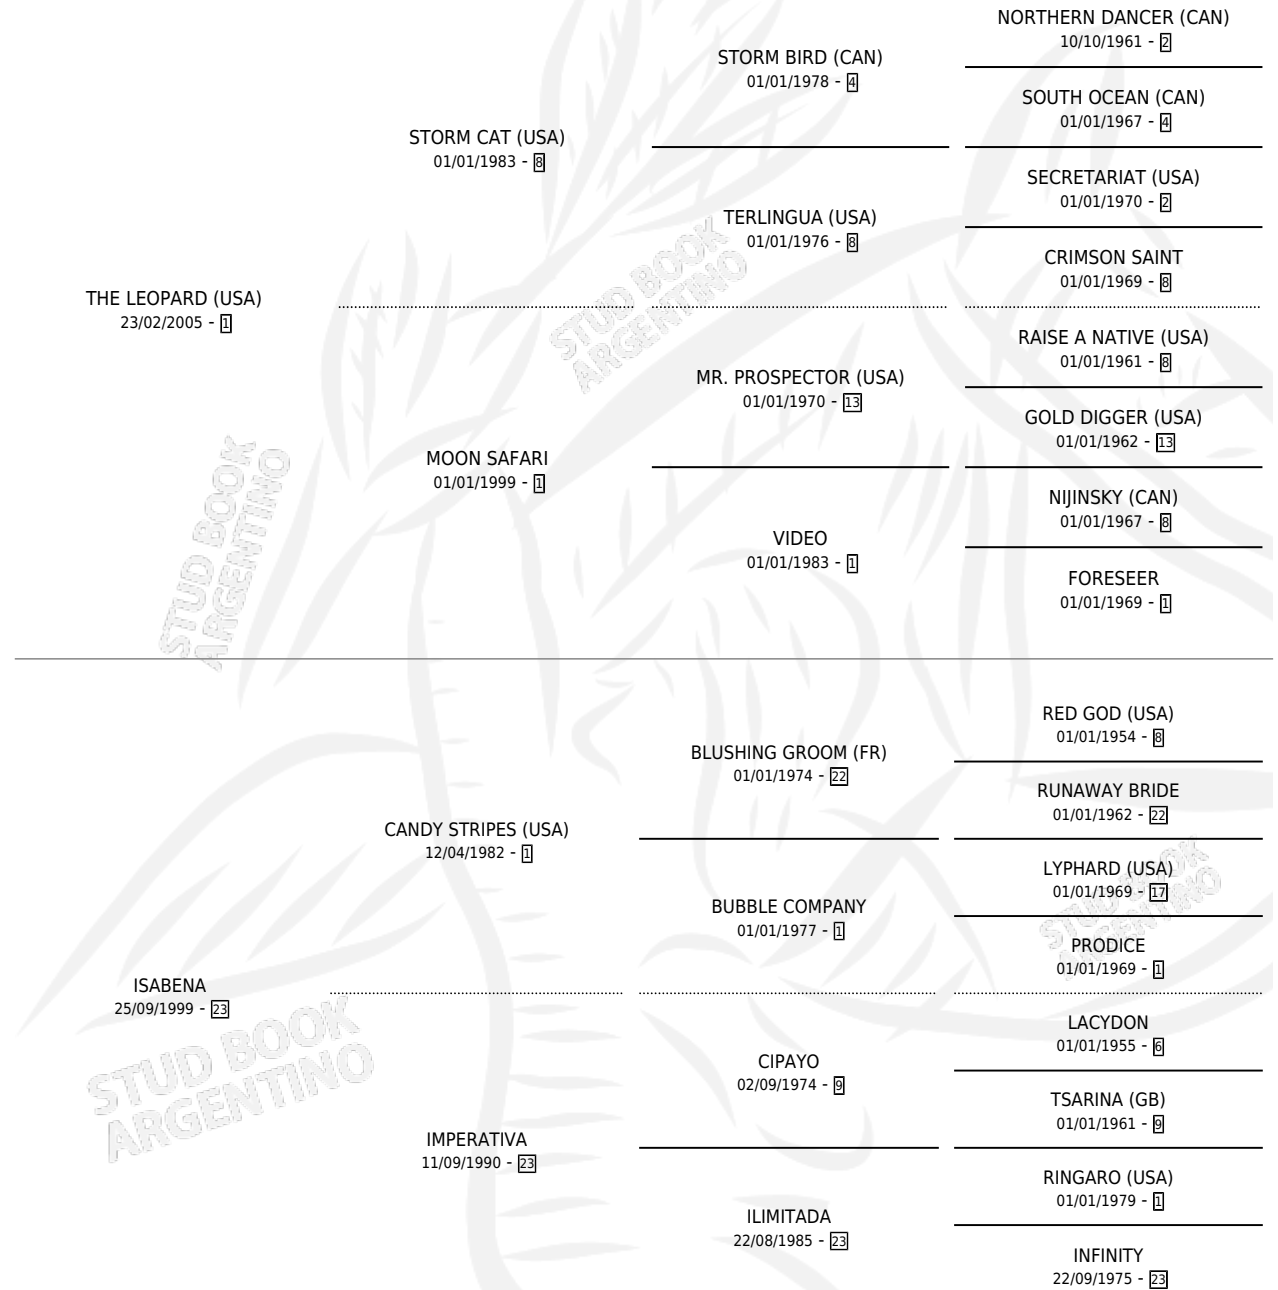 NORTHERN DANCER (CAN)
10/10/1961 - 2
STORM BIRD (CAN)
01/01/1978 - 4
SOUTH OCEAN (CAN)
01/01/1967 - 4
STORM CAT (USA)
01/01/1983 - 8
SECRETARIAT (USA)
01/01/1970 - 2
TERLINGUA (USA)
01/01/1976 - 8
CRIMSON SAINT
01/01/1969 - 8
THE LEOPARD (USA)
23/02/2005 - 1
STUD BOOK
ARGENTINO
RAISE A NATIVE (USA)
01/01/1961 - 8
MR. PROSPECTOR (USA)
01/01/1970 - 13
GOLD DIGGER (USA)
01/01/1962 - 13
MOON SAFARI
01/01/1999 - 1
NIJINSKY (CAN)
01/01/1967 - 8
VIDEO
01/01/1983 - 1
FORESEER
01/01/1969 - 1
STUD BOOK
ARGENTINO
RED GOD (USA)
01/01/1954 - 8
BLUSHING GROOM (FR)
01/01/1974 - 22
RUNAWAY BRIDE
01/01/1962 - 22
CANDY STRIPES (USA)
12/04/1982 - 1
LYPHARD (USA)
01/01/1969 - 17
BUBBLE COMPANY
01/01/1977 - 1
STUD BOOK
ARGENTINO
PRODICE
01/01/1969 - 1
ISABENA
25/09/1999 - 23
LACYDON
01/01/1955 - 6
CIPAYO
02/09/1974 - 9
STUD BOOK
ARGENTINO
TSARINA (GB)
01/01/1961 - 9
IMPERATIVA
11/09/1990 - 23
RINGARO (USA)
01/01/1979 - 1
ILIMITADA
22/08/1985 - 23
INFINITY
22/09/1975 - 23